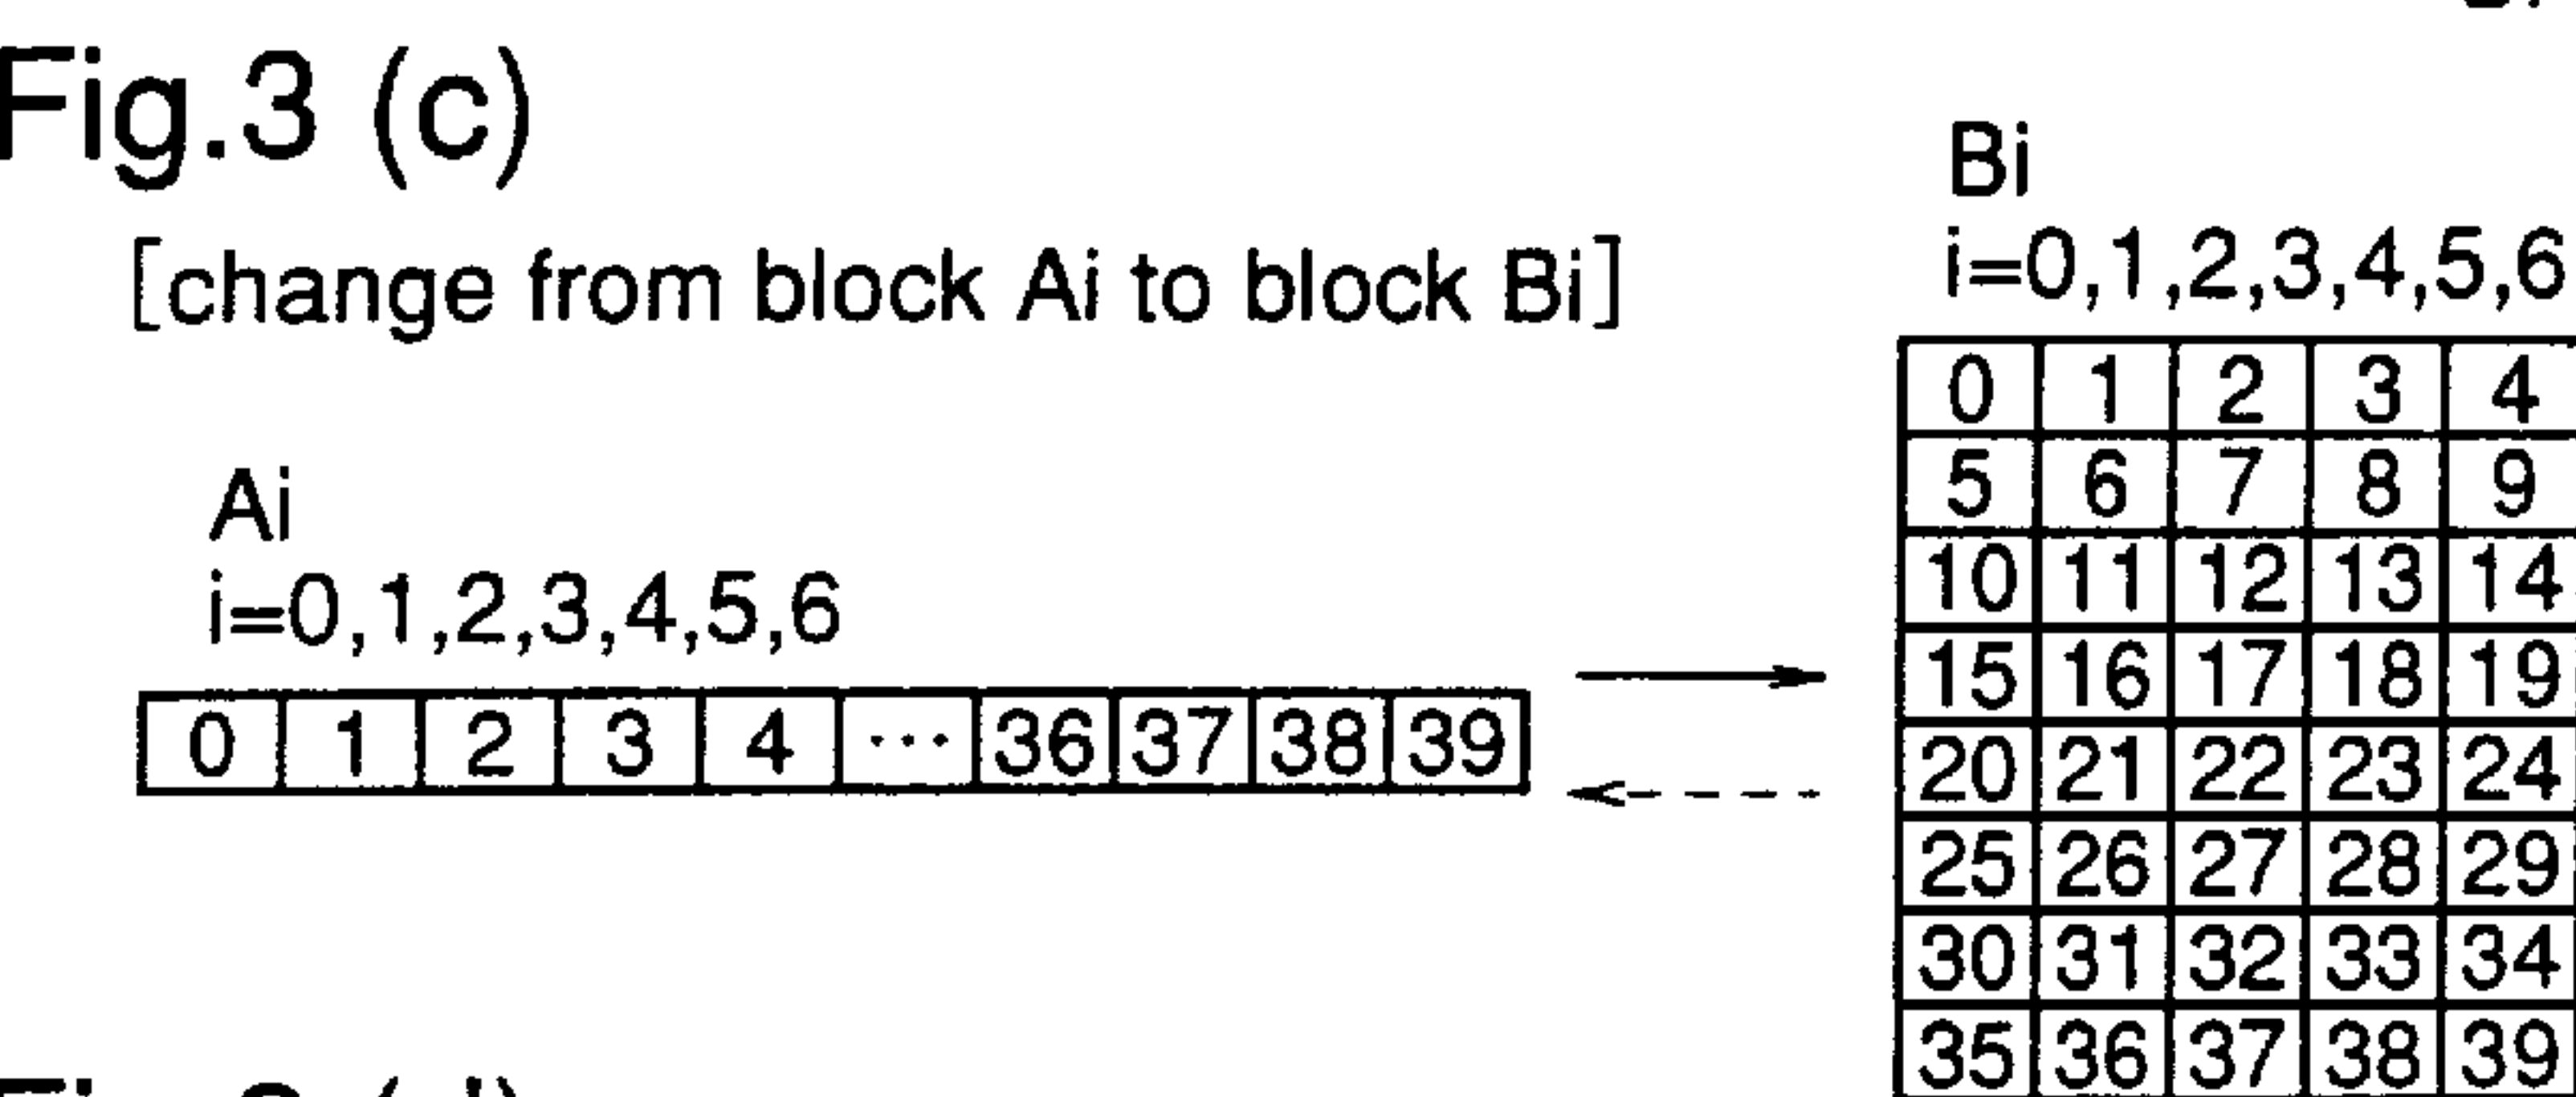 Fig.3 (c)
[change from block Ai to block Bi]
Ai
i=0,1,2,3,4,5,6
0 1 2 3 4 ··· 36 37 38 39
Bi
i=0,1,2,3,4,5,6
0 1 2 3 4
5 6 7 8 9
10 11 12 13 14
15 16 17 18 19
20 21 22 23 24
25 26 27 28 29
30 31 32 33 34
35 36 37 38 39